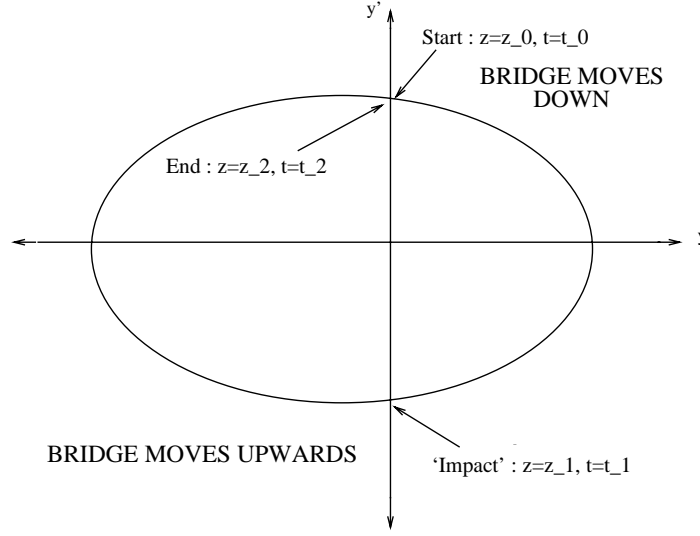 y'
Start : z=z_0, t=t_0
BRIDGE MOVES
DOWN
End : z=z_2, t=t_2
BRIDGE MOVES UPWARDS
‘Impact’ : z=z_1, t=t_1